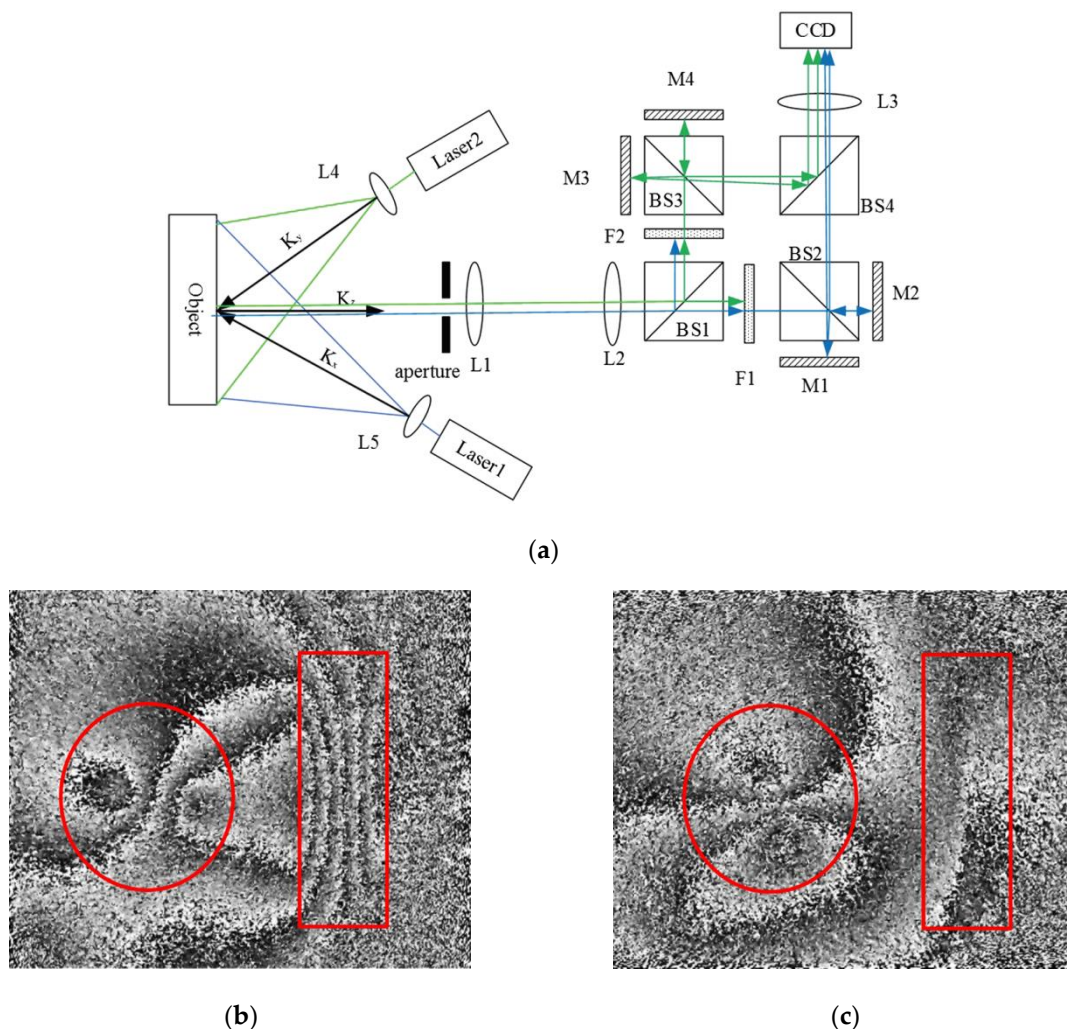 CCD
M4
L3
Laser2
L4
M3
BS3
BS4
Ky
F2
BS2
Object
Kz
M2
BS1
L1
L2
Kx
aperture
F1
M1
L5
Laser1
(a)
(b)
(c)